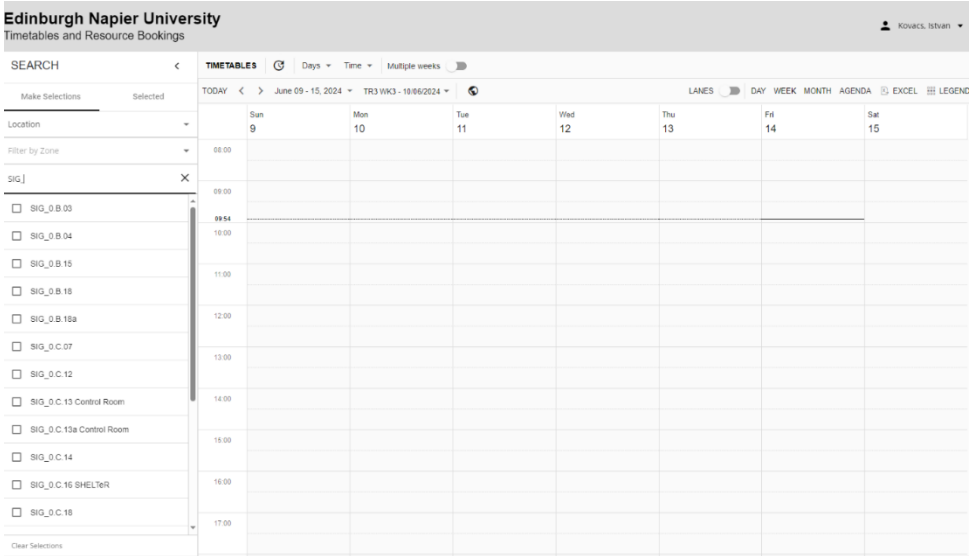 Edinburgh Napier University
Timetables and Resource Bookings
Kovacs, Istvan
SEARCH
Make Selections Selected
Location
Filter by Zone
SIG_
SIG_0.B.03
SIG_0.B.04
SIG_0.B.15
SIG_0.B.18
SIG_0.B.18a
SIG_0.C.07
SIG_0.C.12
SIG_0.C.13 Control Room
SIG_0.C.13a Control Room
SIG_0.C.14
SIG_0.C.16 SHELTeR
SIG_0.C.18
Clear Selections
TIMETABLES Days Time Multiple weeks
TODAY June 09 - 15, 2024 TR3 WK3 - 10/06/2024 LANES DAY WEEK MONTH AGENDA EXCEL LEGEND
Sun Mon Tue Wed Thu Fri Sat
9 10 11 12 13 14 15
08:00
09:00
09:54
10:00
11:00
12:00
13:00
14:00
15:00
16:00
17:00